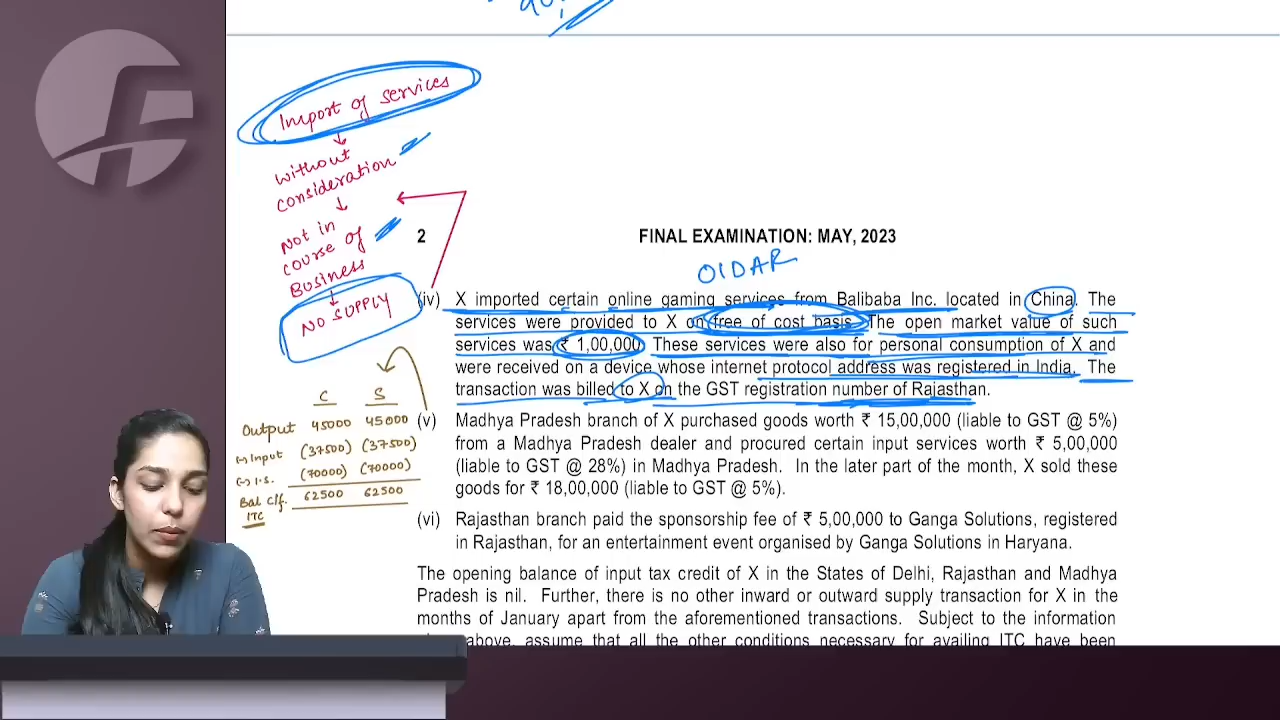 Import of services
without
consideration
Not in
course of
Business
NO SUPPLY
2 FINAL EXAMINATION: MAY, 2023
OIDAR
(iv) X imported certain online gaming services from Balibaba Inc. located in China. The
services were provided to X on free of cost basis. The open market value of such
services was ₹ 1,00,000. These services were also for personal consumption of X and
were received on a device whose internet protocol address was registered in India. The
transaction was billed to X on the GST registration number of Rajasthan.
C S
Output 45000 45000
(-) Input (37500) (37500)
(-) I.S. (70000) (70000)
Bal c/f. 62500 62500
ITC
(v) Madhya Pradesh branch of X purchased goods worth ₹ 15,00,000 (liable to GST @ 5%)
from a Madhya Pradesh dealer and procured certain input services worth ₹ 5,00,000
(liable to GST @ 28%) in Madhya Pradesh. In the later part of the month, X sold these
goods for ₹ 18,00,000 (liable to GST @ 5%).
(vi) Rajasthan branch paid the sponsorship fee of ₹ 5,00,000 to Ganga Solutions, registered
in Rajasthan, for an entertainment event organised by Ganga Solutions in Haryana.
The opening balance of input tax credit of X in the States of Delhi, Rajasthan and Madhya
Pradesh is nil. Further, there is no other inward or outward supply transaction for X in the
months of January apart from the aforementioned transactions. Subject to the information
above, assume that all the other conditions necessary for availing ITC have been